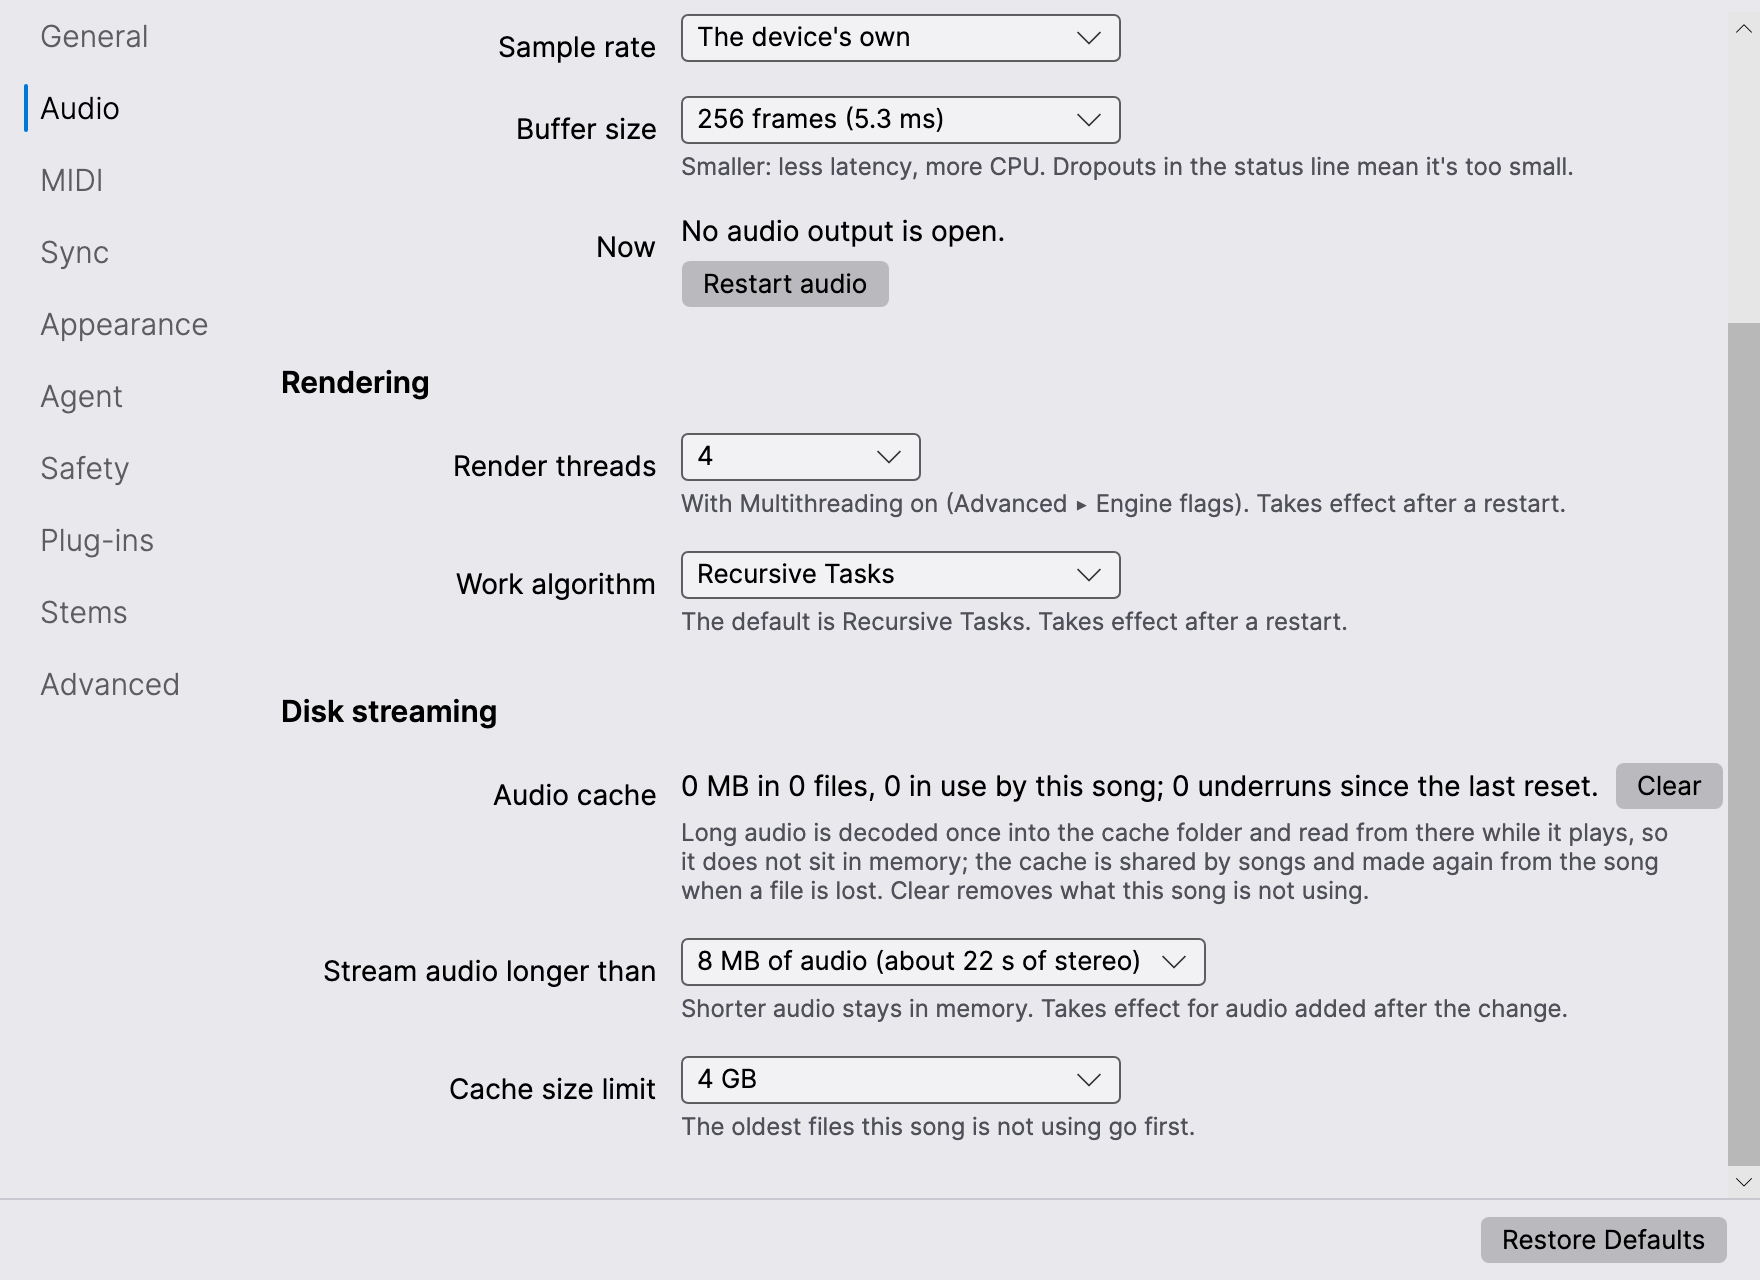 General
Audio
MIDI
Sync
Appearance
Agent
Safety
Plug-ins
Stems
Advanced
Sample rate
The device's own
Buffer size
256 frames (5.3 ms)
Smaller: less latency, more CPU. Dropouts in the status line mean it's too small.
Now
No audio output is open.
Restart audio
Rendering
Render threads
4
With Multithreading on (Advanced ▸ Engine flags). Takes effect after a restart.
Work algorithm
Recursive Tasks
The default is Recursive Tasks. Takes effect after a restart.
Disk streaming
Audio cache
0 MB in 0 files, 0 in use by this song; 0 underruns since the last reset.
Clear
Long audio is decoded once into the cache folder and read from there while it plays, so
it does not sit in memory; the cache is shared by songs and made again from the song
when a file is lost. Clear removes what this song is not using.
Stream audio longer than
8 MB of audio (about 22 s of stereo)
Shorter audio stays in memory. Takes effect for audio added after the change.
Cache size limit
4 GB
The oldest files this song is not using go first.
Restore Defaults